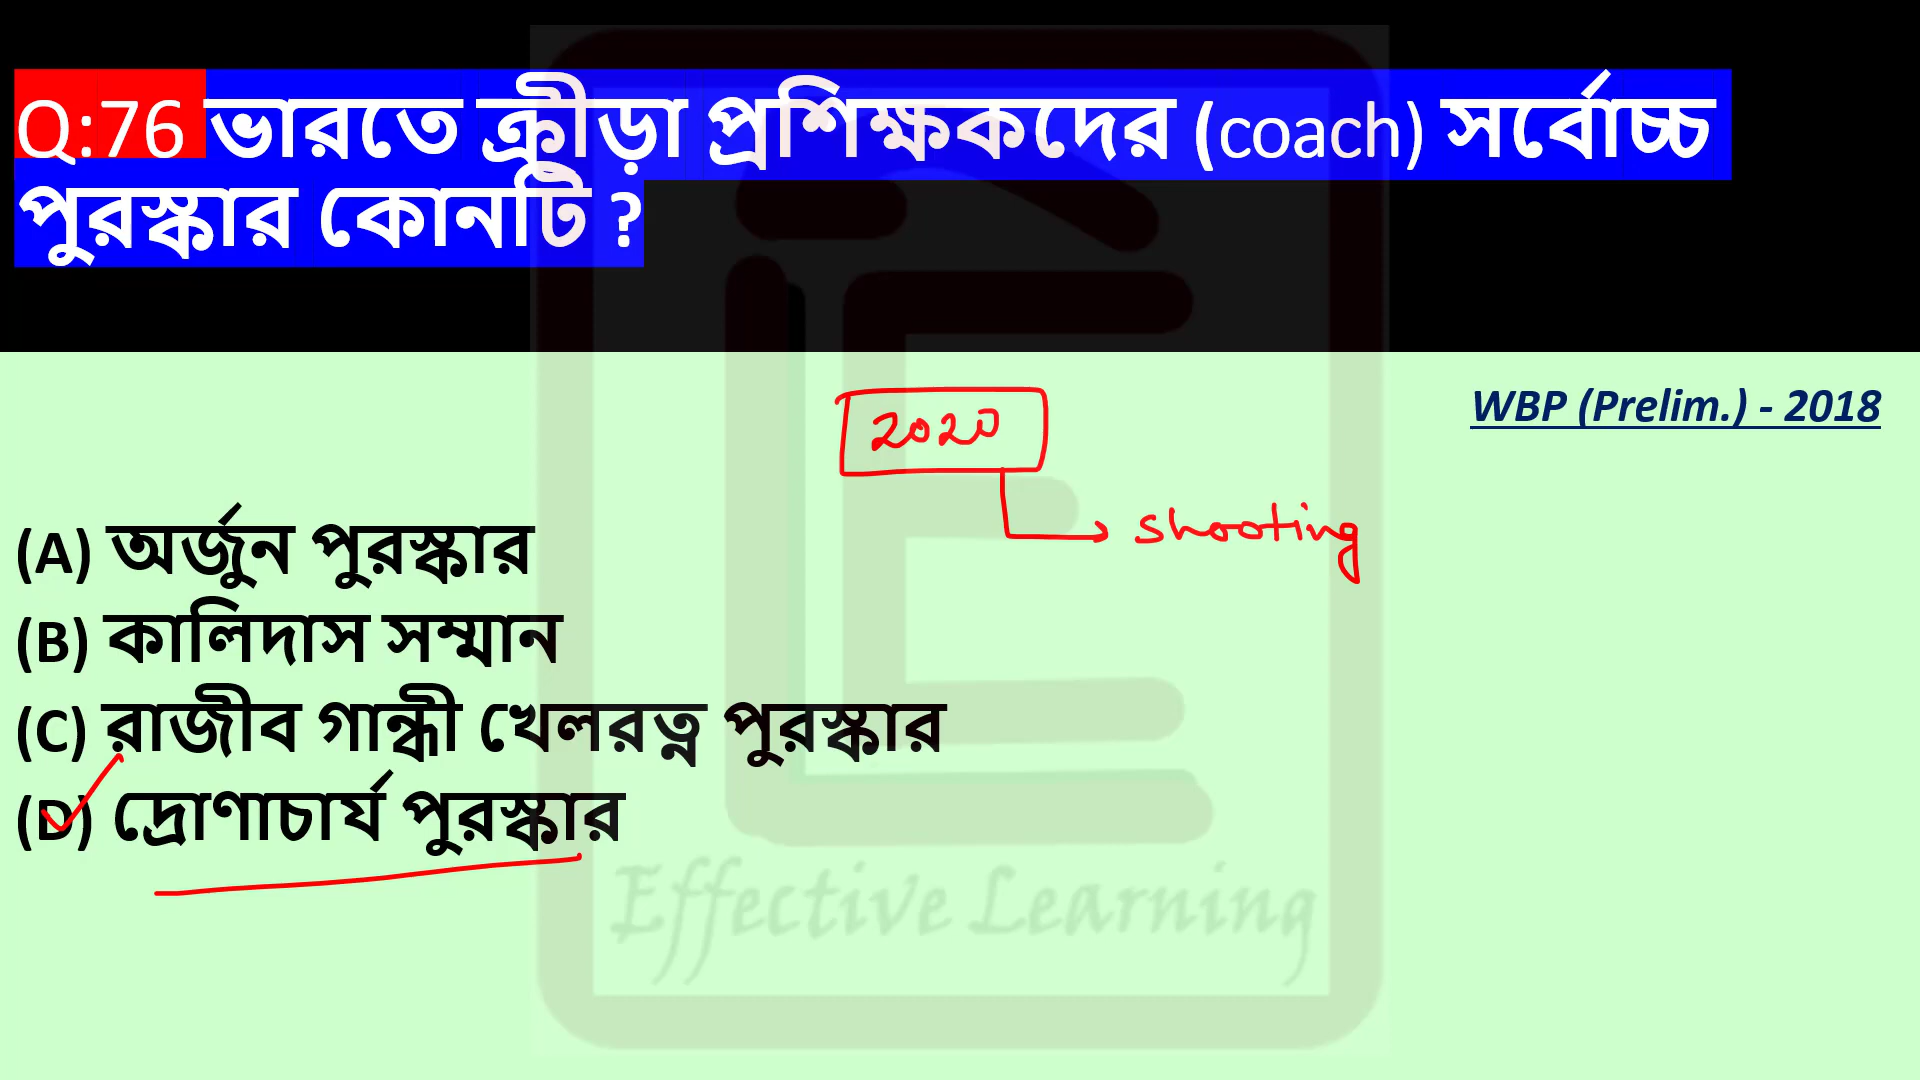 Q:76 ভারতে ক্রীড়া প্রশিক্ষকদের (coach) সর্বোচ্চ
পুরস্কার কোনটি ?
WBP (Prelim.) - 2018
2020
shooting
(A) অর্জুন পুরস্কার
(B) কালিদাস সম্মান
(C) রাজীব গান্ধী খেলরত্ন পুরস্কার
(D) দ্রোণাচার্য পুরস্কার
Effective Learning